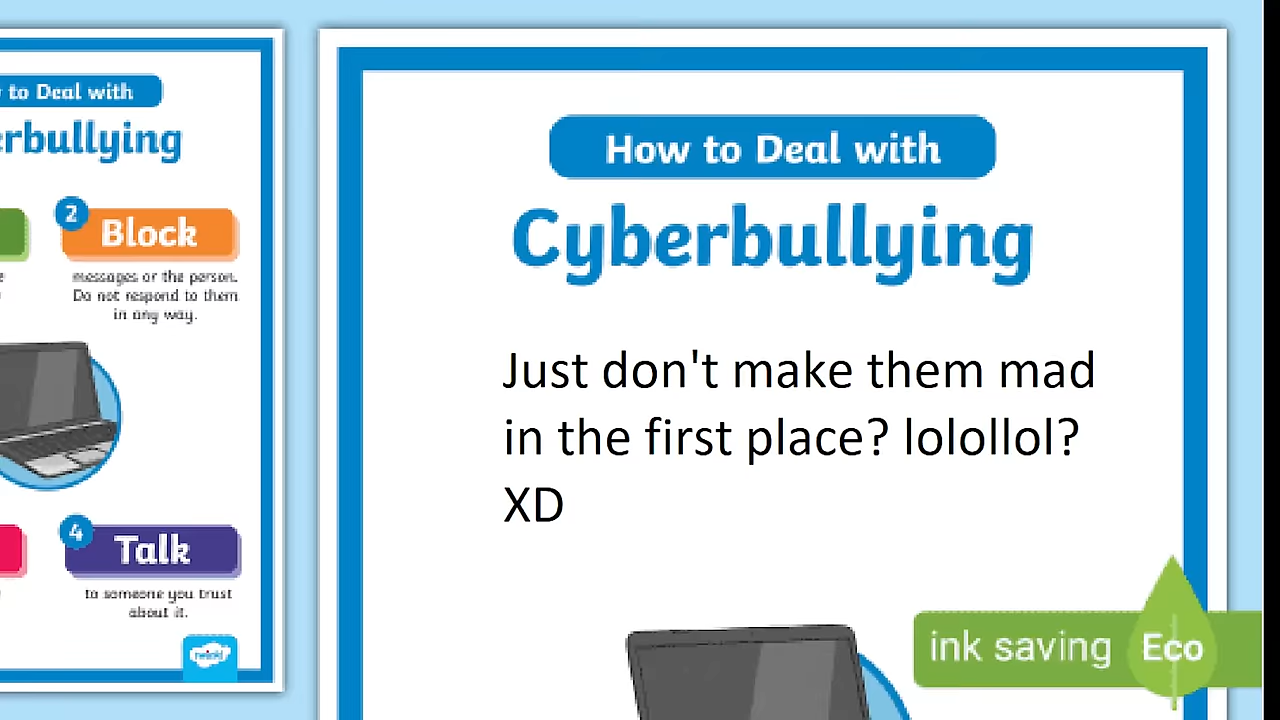 to Deal with
rbullying
2
Block
messages or the person.
Do not respond to them
in any way.
4
Talk
to someone you trust
about it.
twinkl
How to Deal with
Cyberbullying
Just don't make them mad
in the first place? lolollol?
XD
ink saving
Eco